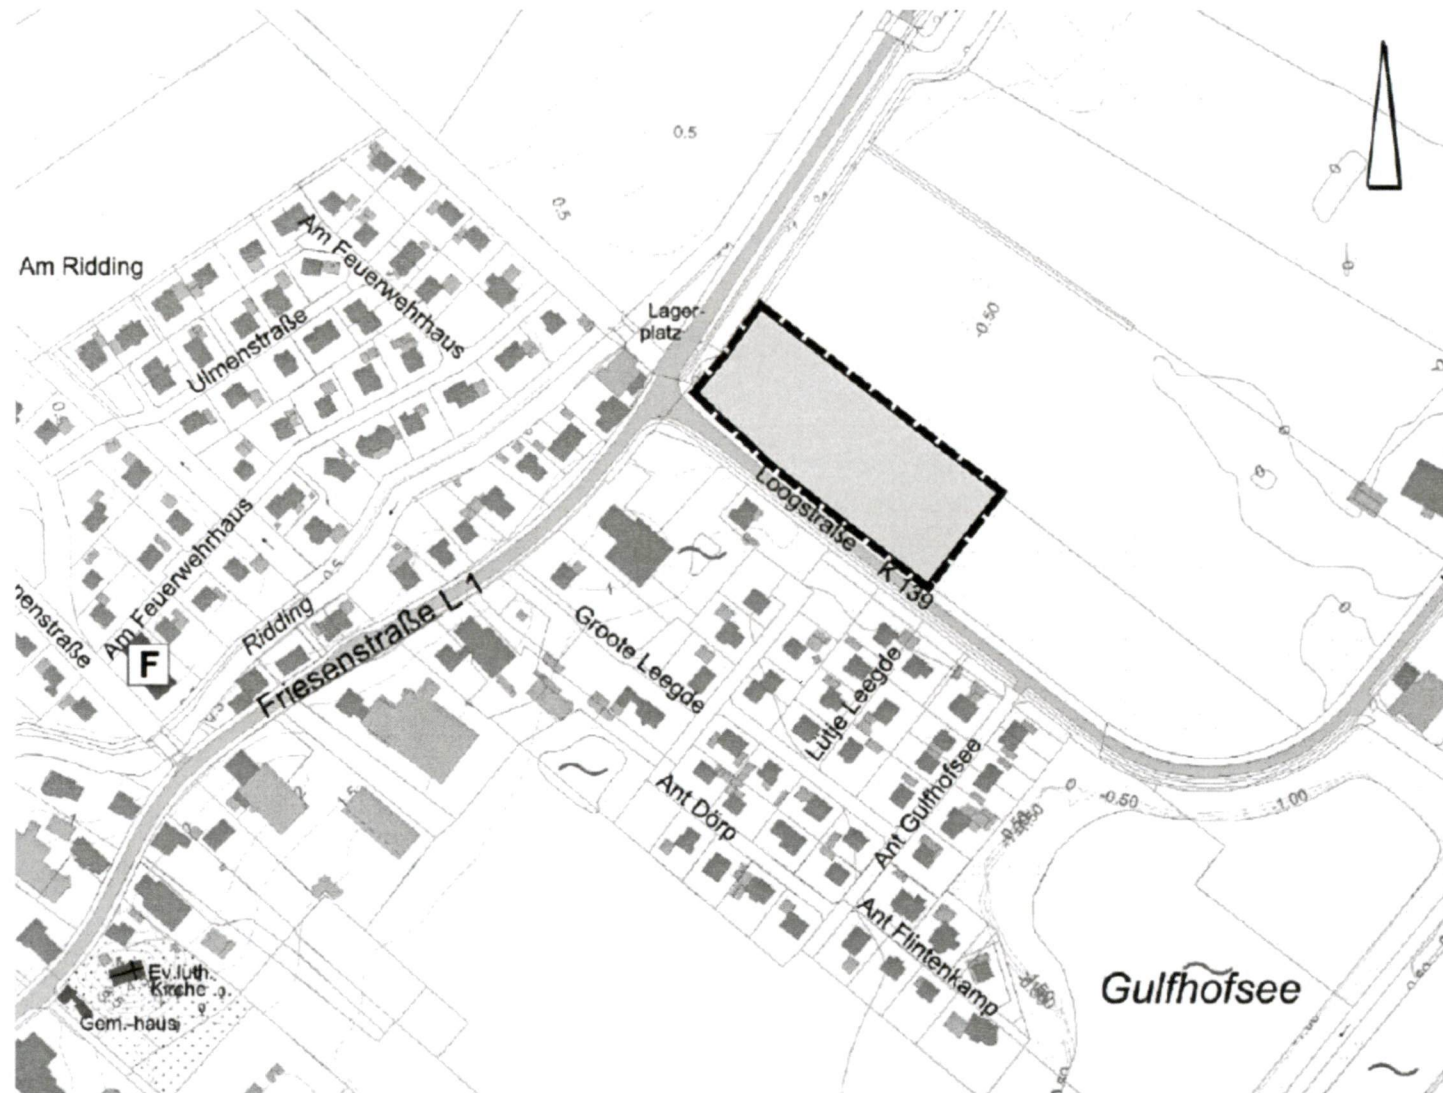 0.5
0.5
Am Ridding
Am Feuerwehrhaus
Lager-
platz
-0.50
Ulmenstraße
Loogstraße
K 139
Am Feuerwehrhaus
Ridding
Friesenstraße L 1
F
Groote Leegde
Lütje Leegde
Ant Gulfhofsee
Ant Dörp
0
-0.50
-1.00
Ant Flintenkamp
Gulfhofsee
Ev.luth.
Kirche
Gem.-haus